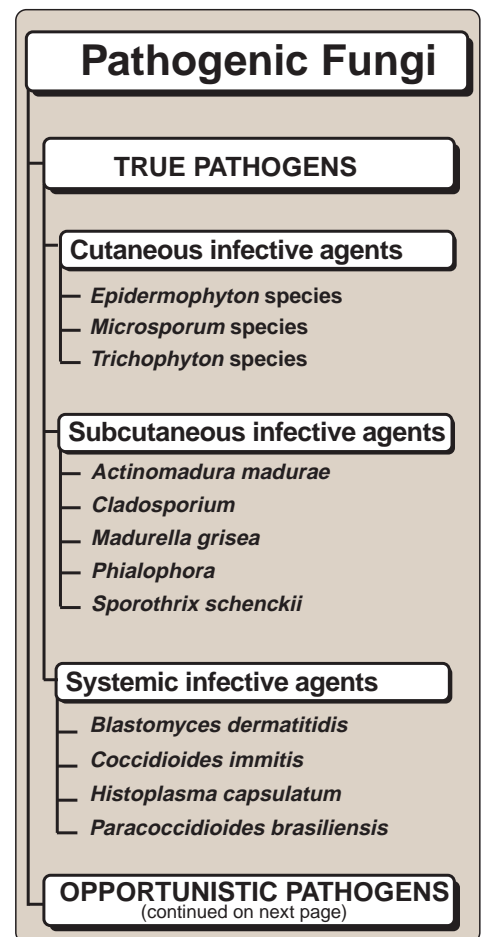 Pathogenic Fungi
TRUE PATHOGENS
Cutaneous infective agents
Epidermophyton species
Microsporum species
Trichophyton species
Subcutaneous infective agents
Actinomadura madurae
Cladosporium
Madurella grisea
Phialophora
Sporothrix schenckii
Systemic infective agents
Blastomyces dermatitidis
Coccidioides immitis
Histoplasma capsulatum
Paracoccidioides brasiliensis
OPPORTUNISTIC PATHOGENS
(continued on next page)